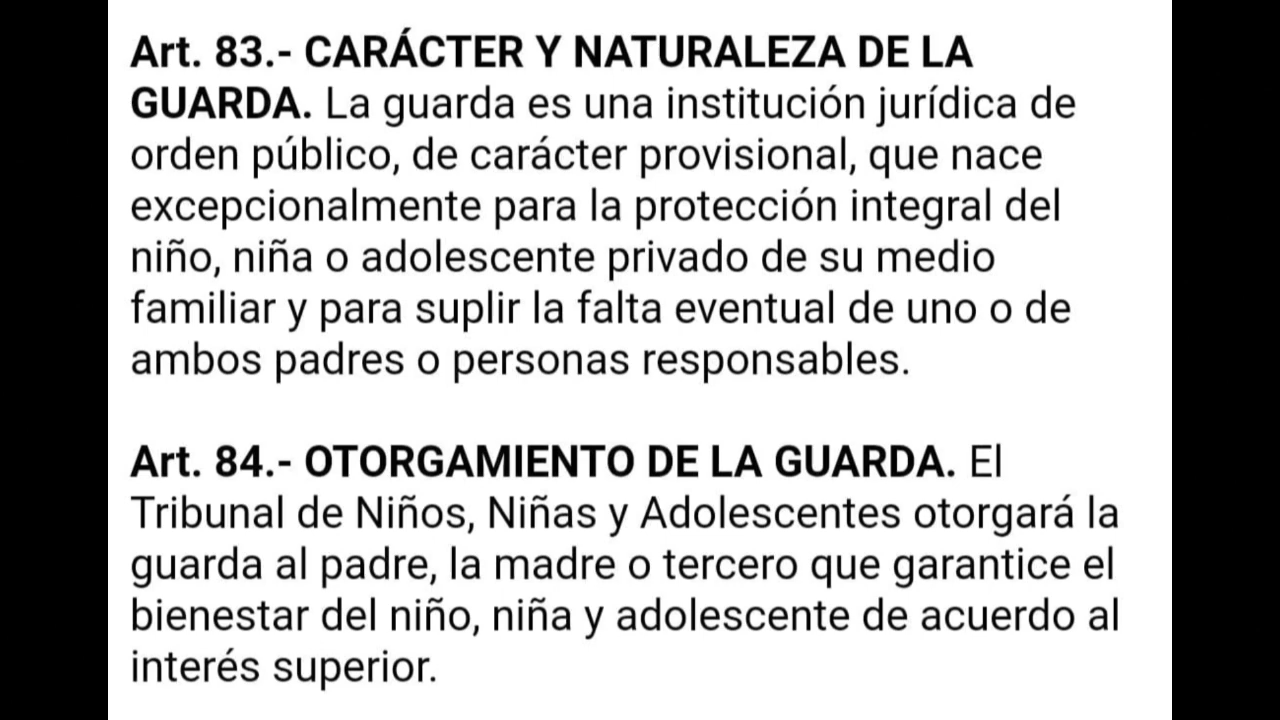 Art. 83.- CARÁCTER Y NATURALEZA DE LA
GUARDA. La guarda es una institución jurídica de
orden público, de carácter provisional, que nace
excepcionalmente para la protección integral del
niño, niña o adolescente privado de su medio
familiar y para suplir la falta eventual de uno o de
ambos padres o personas responsables.
Art. 84.- OTORGAMIENTO DE LA GUARDA. El
Tribunal de Niños, Niñas y Adolescentes otorgará la
guarda al padre, la madre o tercero que garantice el
bienestar del niño, niña y adolescente de acuerdo al
interés superior.